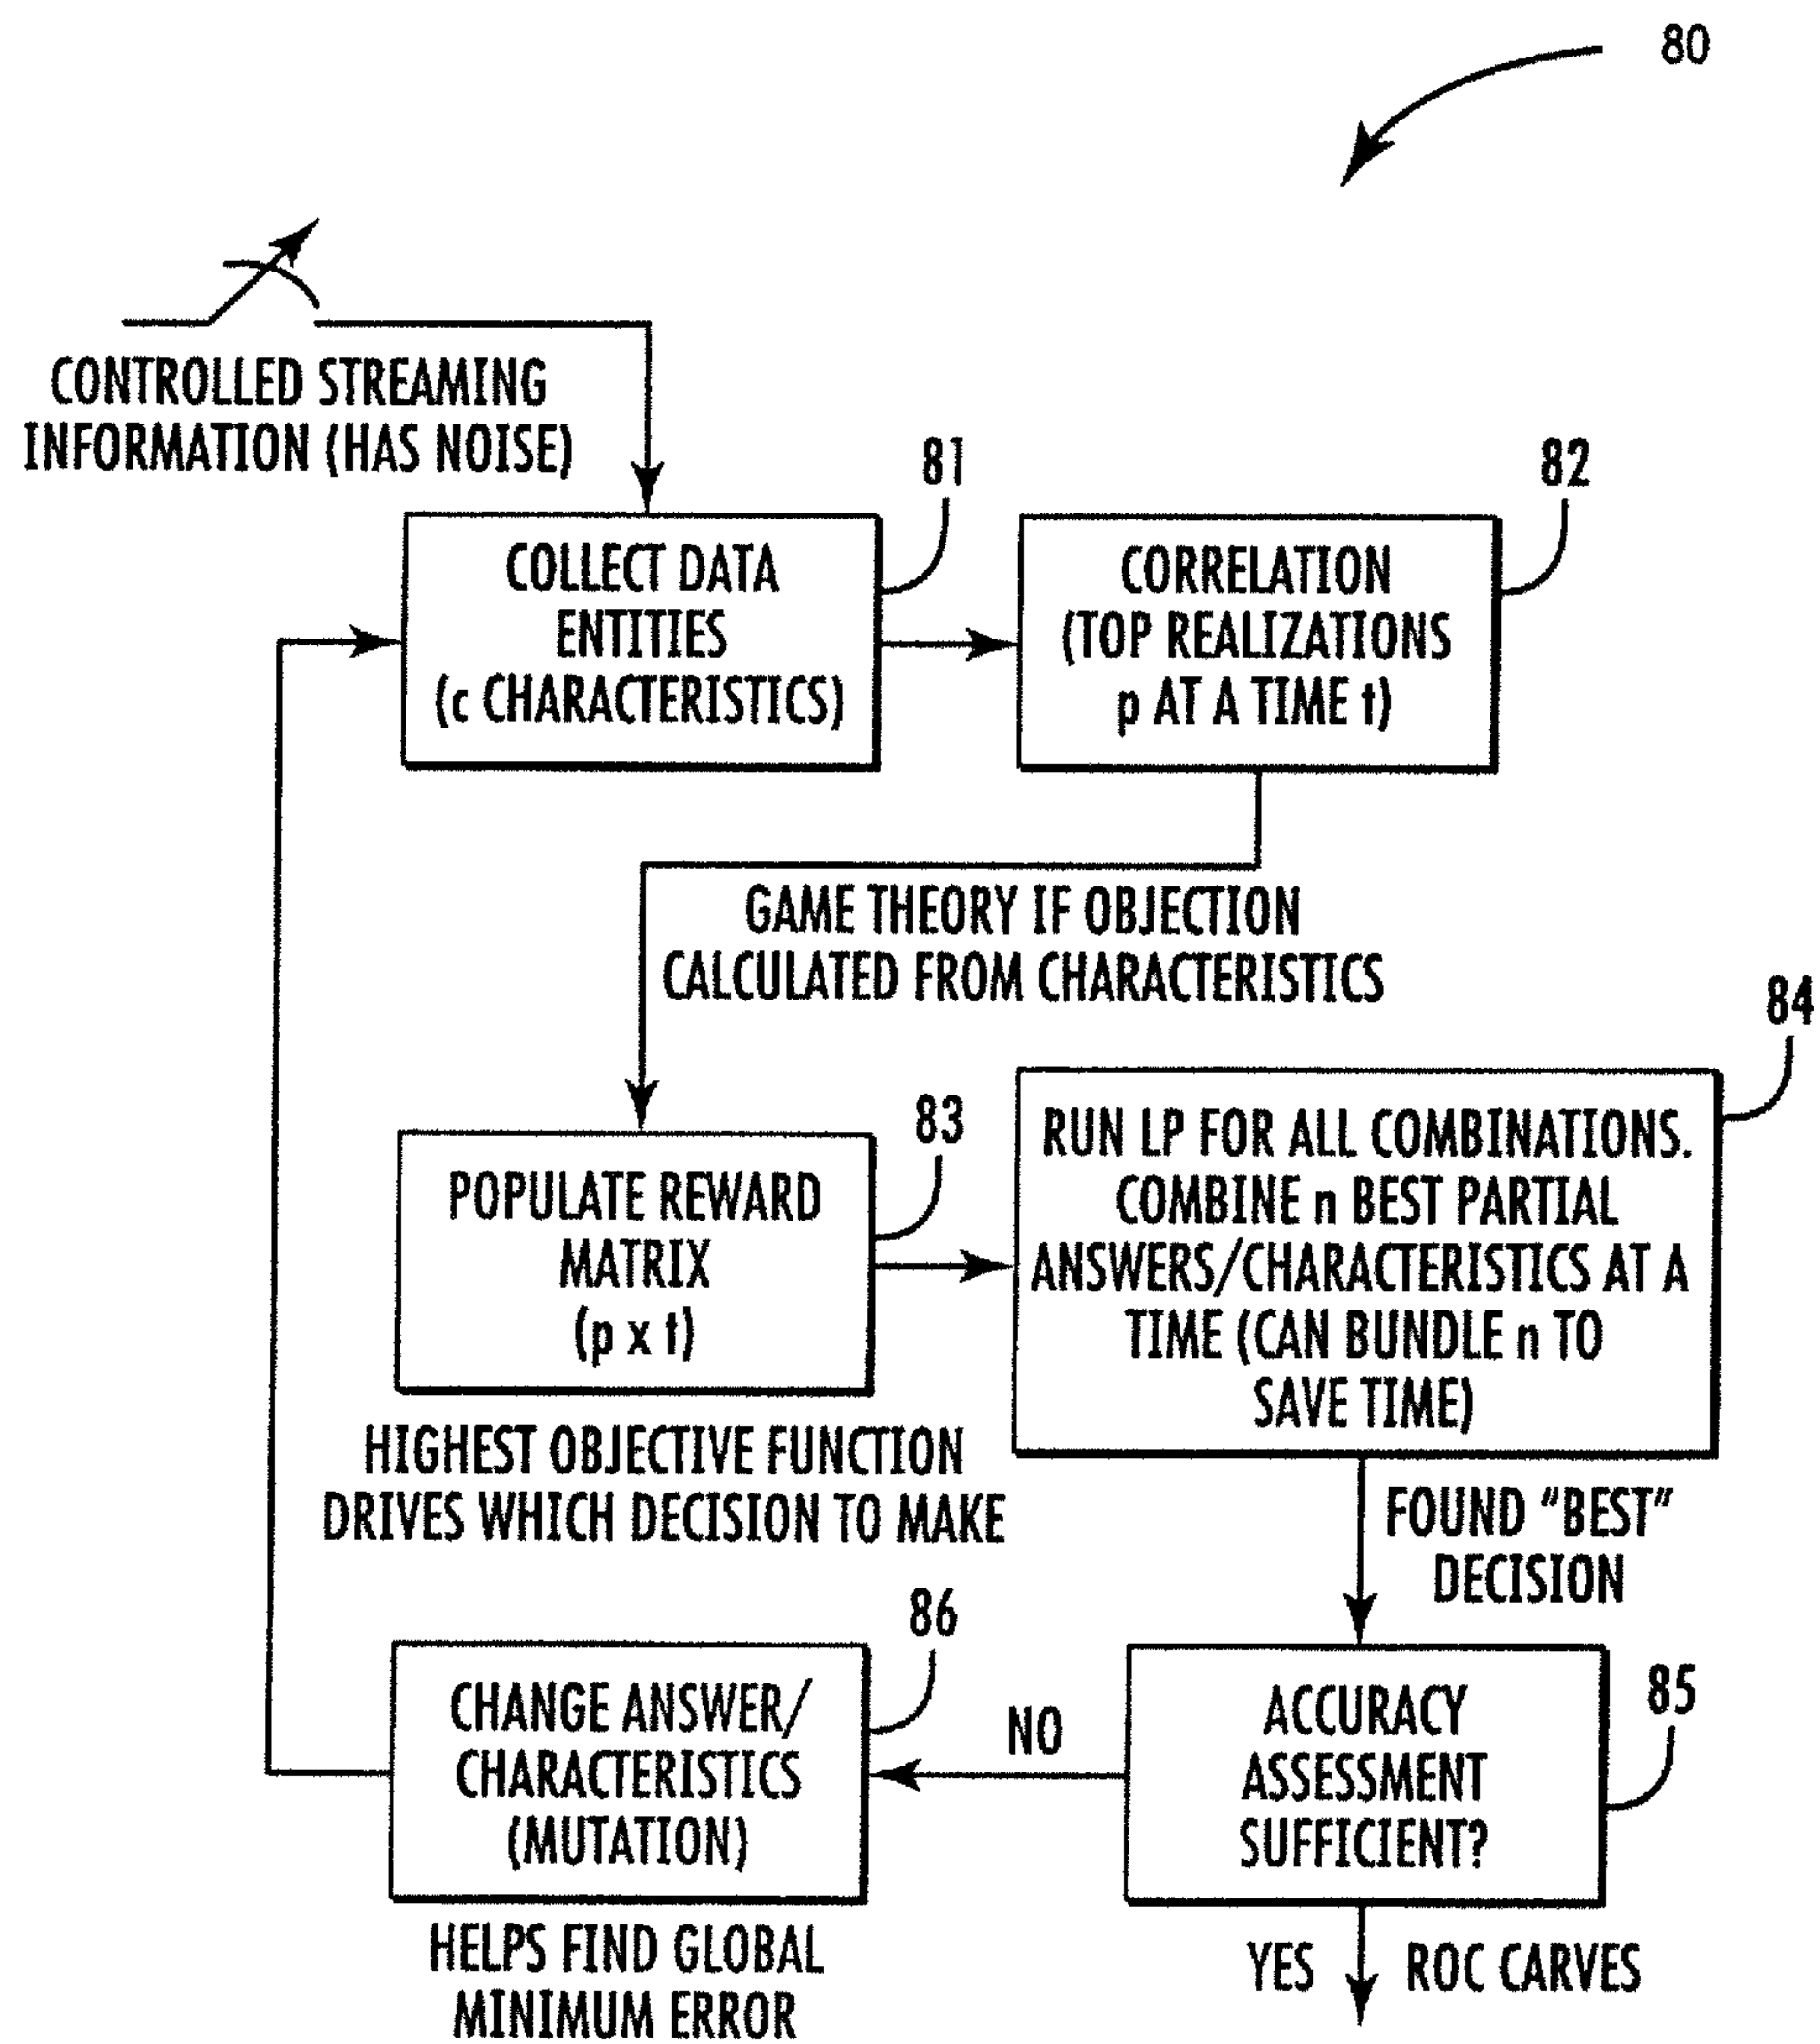 80
CONTROLLED STREAMING
INFORMATION (HAS NOISE)
81
COLLECT DATA
ENTITIES
(c CHARACTERISTICS)
82
CORRELATION
(TOP REALIZATIONS
p AT A TIME t)
GAME THEORY IF OBJECTION
CALCULATED FROM CHARACTERISTICS
83
POPULATE REWARD
MATRIX
(p x t)
HIGHEST OBJECTIVE FUNCTION
DRIVES WHICH DECISION TO MAKE
84
RUN LP FOR ALL COMBINATIONS.
COMBINE n BEST PARTIAL
ANSWERS/CHARACTERISTICS AT A
TIME (CAN BUNDLE n TO
SAVE TIME)
FOUND “BEST”
DECISION
85
ACCURACY
ASSESSMENT
SUFFICIENT?
NO
86
CHANGE ANSWER/
CHARACTERISTICS
(MUTATION)
HELPS FIND GLOBAL
MINIMUM ERROR
YES
ROC CARVES